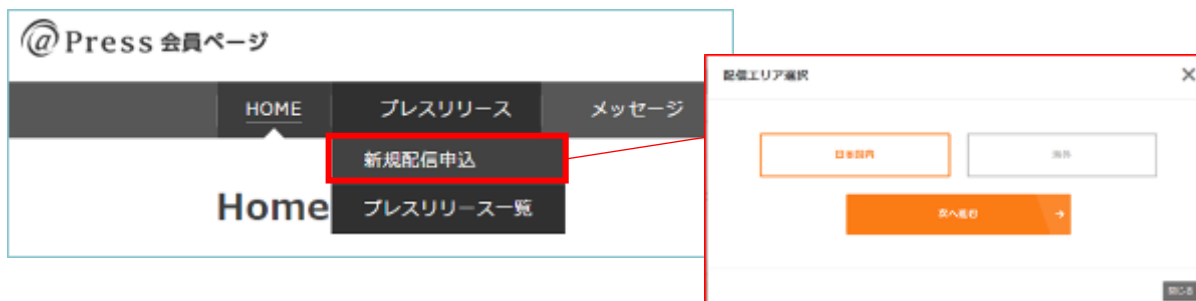 @Press 会員ページ
HOME プレスリリース メッセージ
新規配信申込
Home プレスリリース一覧
配信エリア選択 ×
日本国内 海外
次へ進む →
閉じる